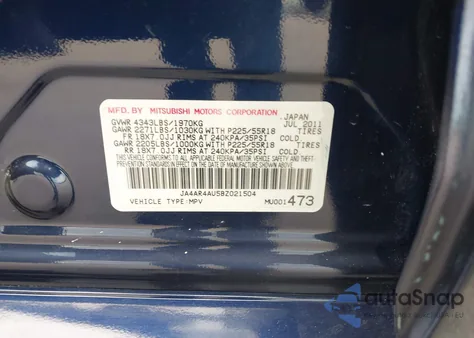 MFD BY MITSUBISHI MOTORS CORPORATION JAPAN
GVWR 4343LBS/1970KG JUL 2011
GAWR 2271LBS/1030KG WITH P225/55R18 TIRES
FR 18X7.0JJ RIMS AT 240KPA/35PSI COLD.
GAWR 2205LBS/1000KG WITH P225/55R18 TIRES
RR 18X7.0JJ RIMS AT 240KPA/35PSI COLD.
THIS VEHICLE CONFORMS TO ALL APPLICABLE FEDERAL MOTOR VEHICLE SAFETY AND THEFT
PREVENTION STANDARDS IN EFFECT ON THE DATE OF MANUFACTURE SHOWN ABOVE.
JA4AR4AU5BZ021504
VEHICLE TYPE:MPV MU001473
autoSnap